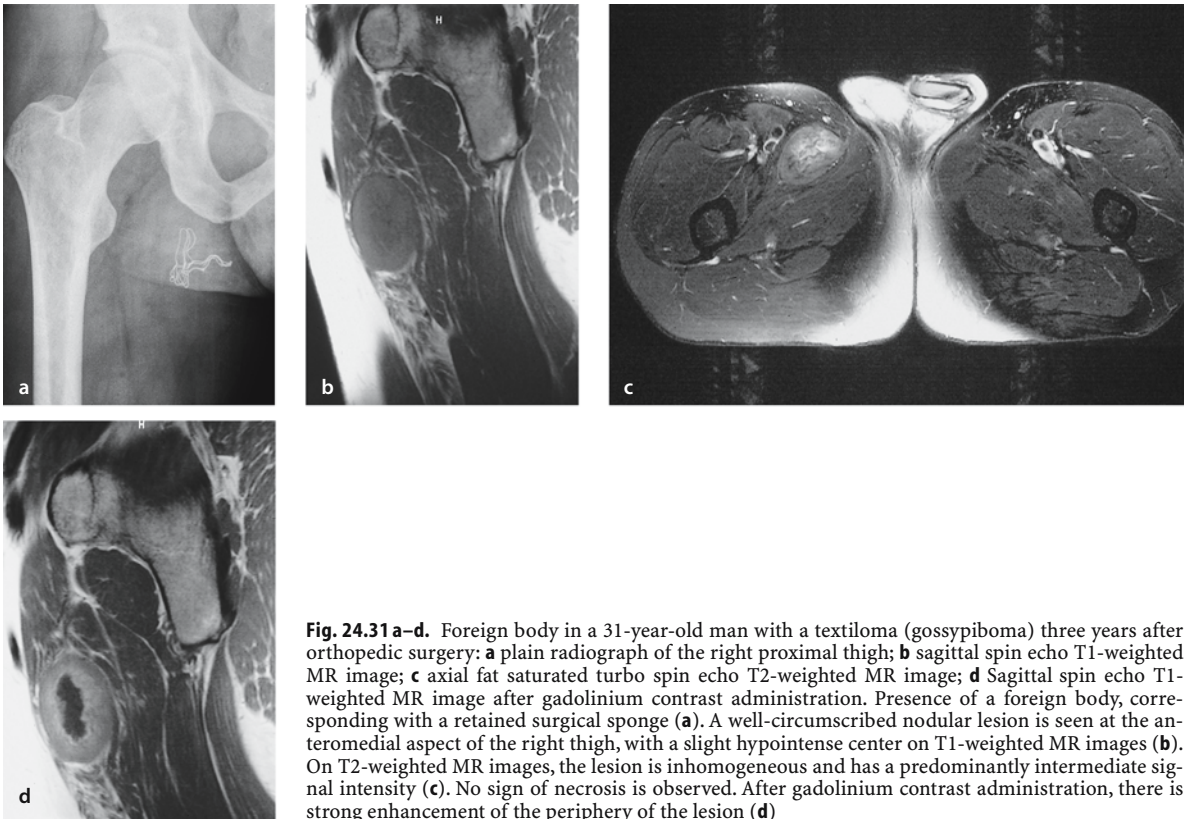 H
a
b
c
H
d
Fig. 24.31 a–d. Foreign body in a 31-year-old man with a textiloma (gossypiboma) three years after
orthopedic surgery: a plain radiograph of the right proximal thigh; b sagittal spin echo T1-weighted
MR image; c axial fat saturated turbo spin echo T2-weighted MR image; d Sagittal spin echo T1-
weighted MR image after gadolinium contrast administration. Presence of a foreign body, corre-
sponding with a retained surgical sponge (a). A well-circumscribed nodular lesion is seen at the an-
teromedial aspect of the right thigh, with a slight hypointense center on T1-weighted MR images (b).
On T2-weighted MR images, the lesion is inhomogeneous and has a predominantly intermediate sig-
nal intensity (c). No sign of necrosis is observed. After gadolinium contrast administration, there is
strong enhancement of the periphery of the lesion (d)